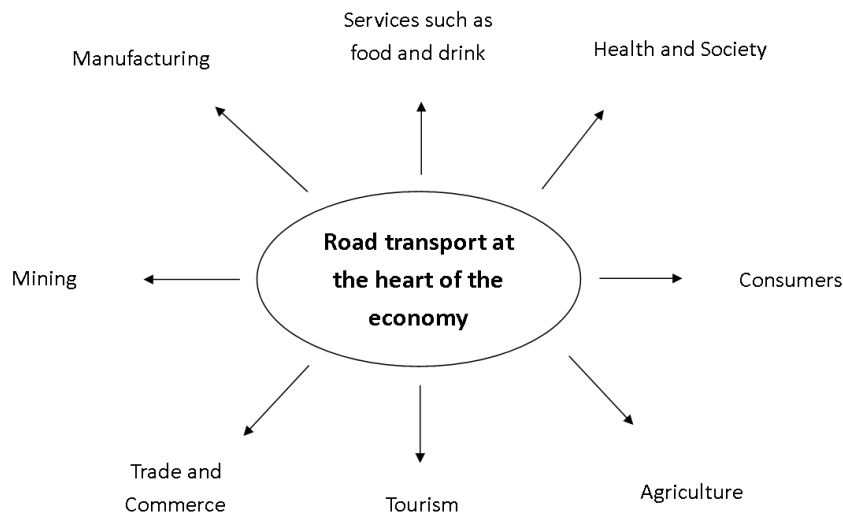 Services such as
food and drink
Manufacturing
Health and Society
Road transport at
the heart of the
economy
Mining
Consumers
Trade and
Commerce
Tourism
Agriculture